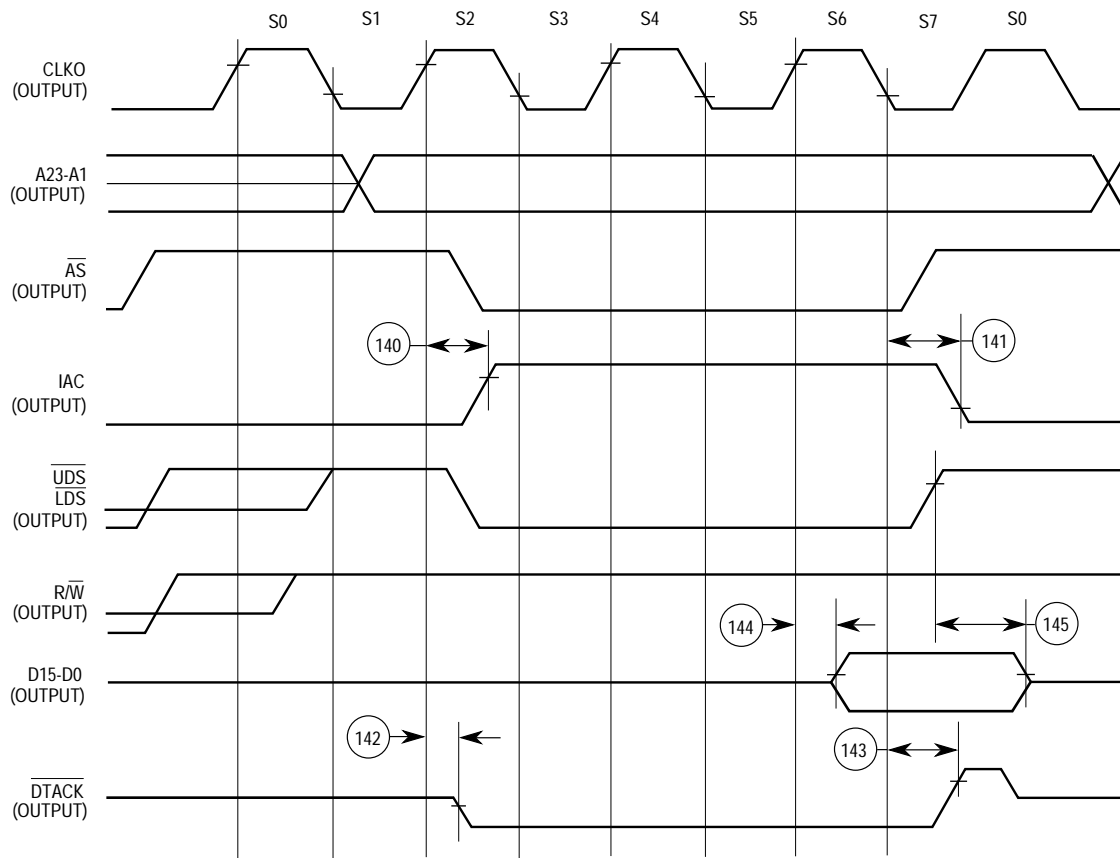 S0 S1 S2 S3 S4 S5 S6 S7 S0
CLKO
(OUTPUT)
A23-A1
(OUTPUT)
AS
(OUTPUT)
140
141
IAC
(OUTPUT)
UDS
LDS
(OUTPUT)
R/W
(OUTPUT)
144
145
D15-D0
(OUTPUT)
142
143
DTACK
(OUTPUT)